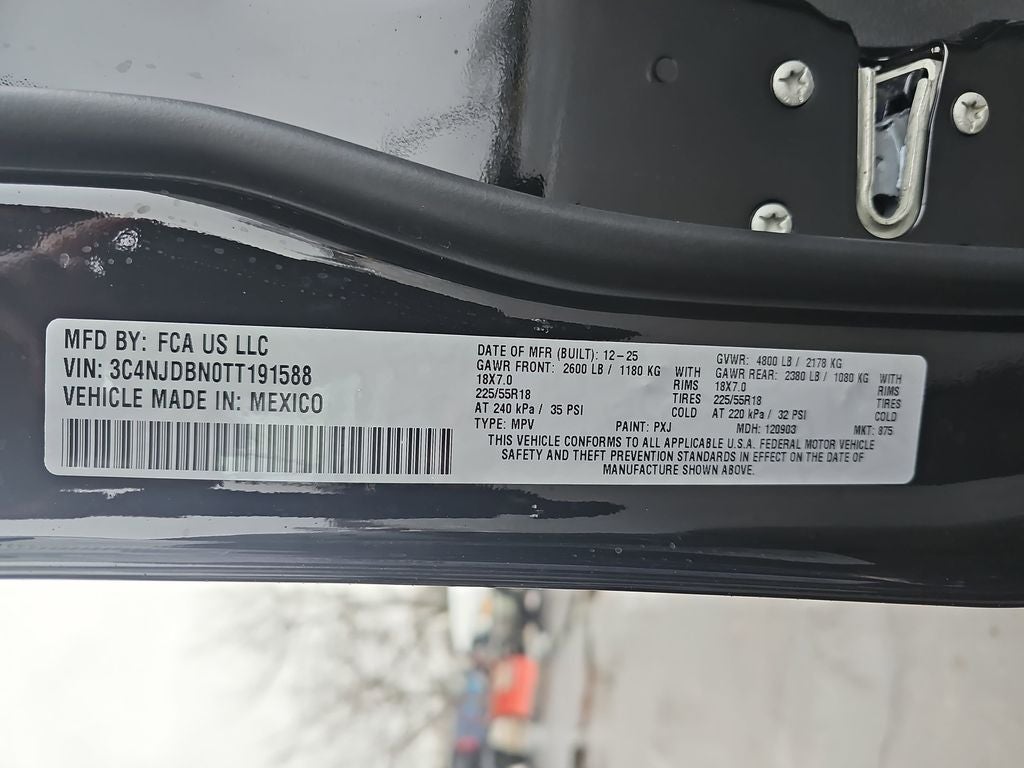 MFD BY: FCA US LLC
VIN: 3C4NJDBN0TT191588
VEHICLE MADE IN: MEXICO
DATE OF MFR (BUILT): 12-25
GAWR FRONT: 2600 LB / 1180 KG WITH
18X7.0 RIMS
225/55R18 TIRES
AT 240 kPa / 35 PSI COLD
GVWR: 4800 LB / 2178 KG
GAWR REAR: 2380 LB / 1080 KG WITH
18X7.0 RIMS
225/55R18 TIRES
AT 220 kPa / 32 PSI COLD
TYPE: MPV PAINT: PXJ MDH: 120903 MKT: 875
THIS VEHICLE CONFORMS TO ALL APPLICABLE U.S.A. FEDERAL MOTOR VEHICLE
SAFETY AND THEFT PREVENTION STANDARDS IN EFFECT ON THE DATE OF
MANUFACTURE SHOWN ABOVE.